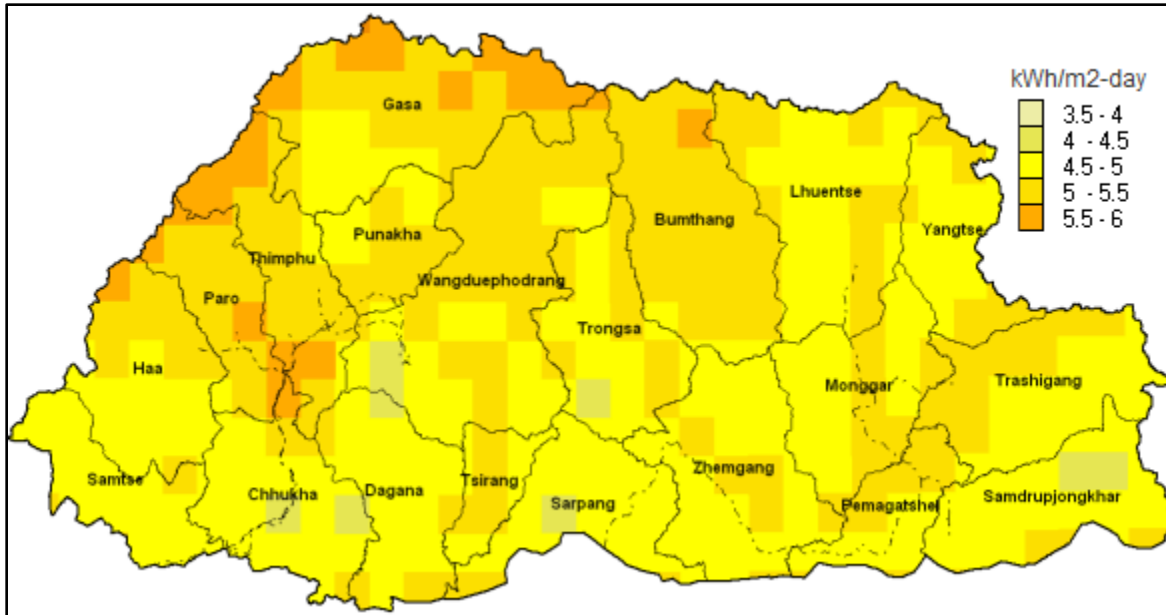 kWh/m2-day
3.5 - 4
4 - 4.5
4.5 - 5
5 - 5.5
5.5 - 6
Gasa
Lhuentse
Bumthang
Yangtse
Punakha
Thimphu
Wangduephodrang
Paro
Trongsa
Haa
Monggar
Trashigang
Samtse
Chhukha
Dagana
Tsirang
Sarpang
Zhemgang
Pemagatshel
Samdrupjongkhar